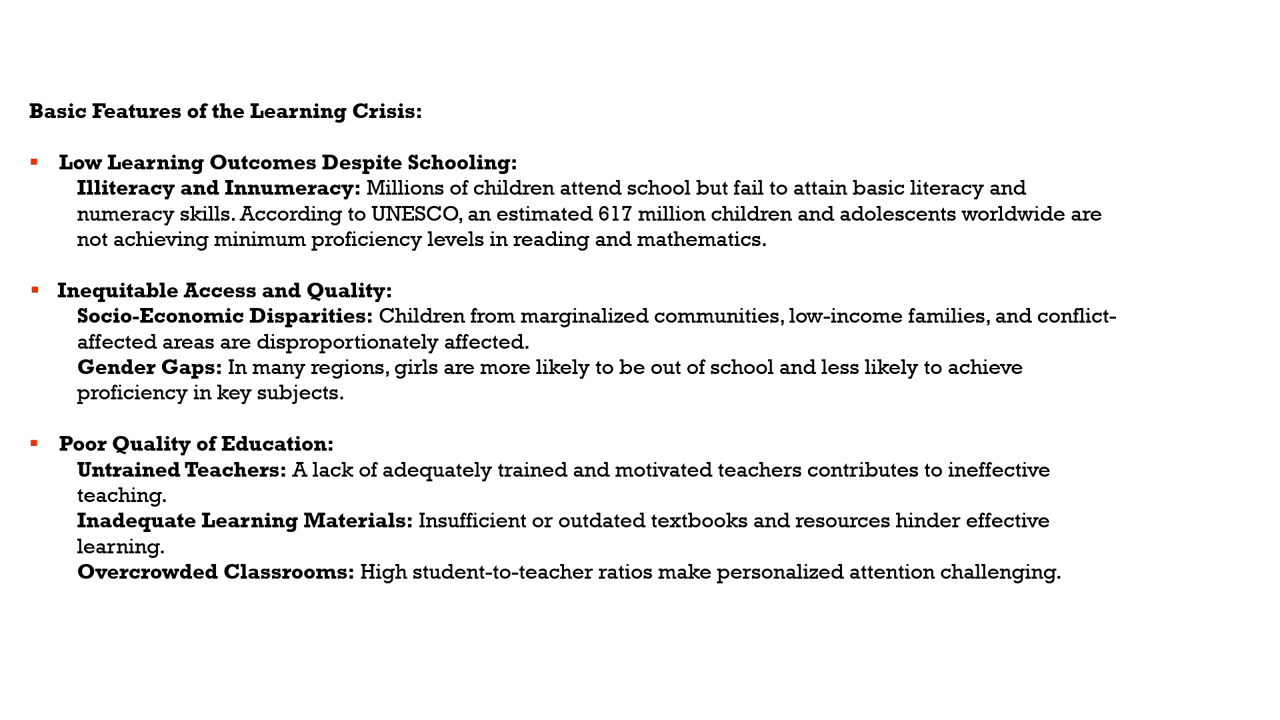 Basic Features of the Learning Crisis:
▪ Low Learning Outcomes Despite Schooling:
Illiteracy and Innumeracy: Millions of children attend school but fail to attain basic literacy and
numeracy skills. According to UNESCO, an estimated 617 million children and adolescents worldwide are
not achieving minimum proficiency levels in reading and mathematics.
▪ Inequitable Access and Quality:
Socio-Economic Disparities: Children from marginalized communities, low-income families, and conflict-
affected areas are disproportionately affected.
Gender Gaps: In many regions, girls are more likely to be out of school and less likely to achieve
proficiency in key subjects.
▪ Poor Quality of Education:
Untrained Teachers: A lack of adequately trained and motivated teachers contributes to ineffective
teaching.
Inadequate Learning Materials: Insufficient or outdated textbooks and resources hinder effective
learning.
Overcrowded Classrooms: High student-to-teacher ratios make personalized attention challenging.